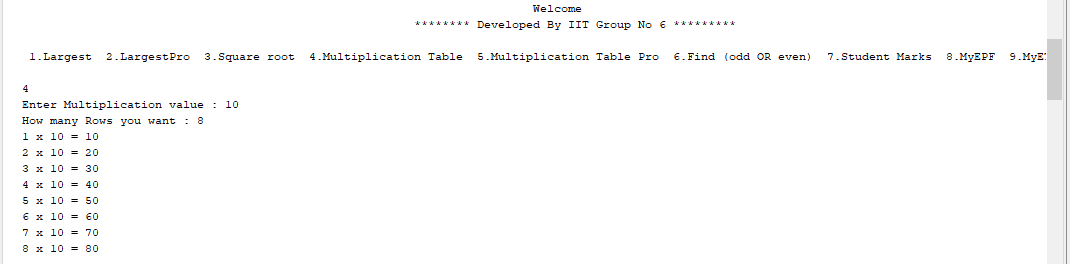 Welcome
******** Developed By IIT Group No 6 *********
1.Largest 2.LargestPro 3.Square root 4.Multiplication Table 5.Multiplication Table Pro 6.Find (odd OR even) 7.Student Marks 8.MyEPF
4
Enter Multiplication value : 10
How many Rows you want : 8
1 x 10 = 10
2 x 10 = 20
3 x 10 = 30
4 x 10 = 40
5 x 10 = 50
6 x 10 = 60
7 x 10 = 70
8 x 10 = 80